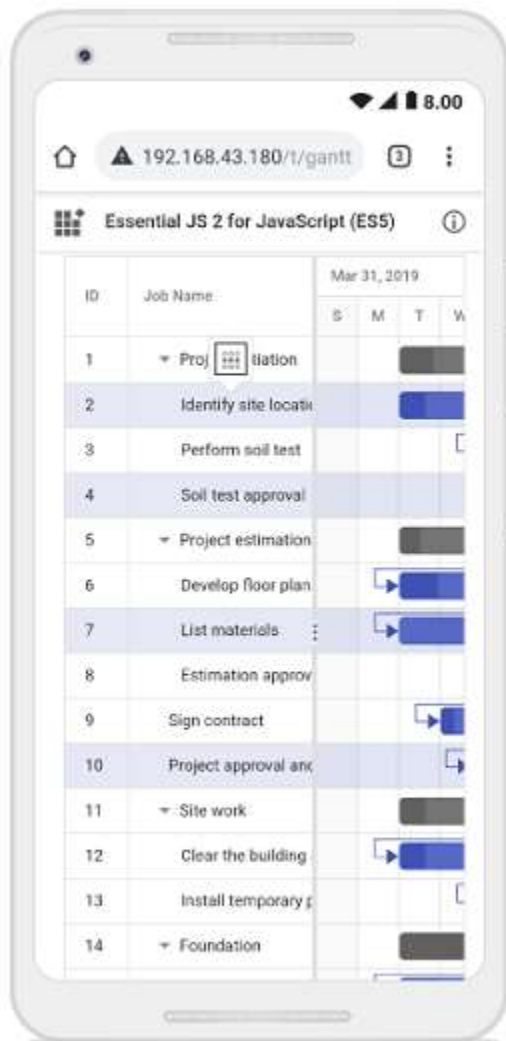 8.00
192.168.43.180/t/gantt 3
Essential JS 2 for JavaScript (ES5)
ID Job Name Mar 31, 2019
S M T
1 Proj tiation
2 Identify site locati
3 Perform soil test
4 Soil test approval
5 Project estimation
6 Develop floor plan
7 List materials
8 Estimation approv
9 Sign contract
10 Project approval and
11 Site work
12 Clear the building
13 Install temporary p
14 Foundation